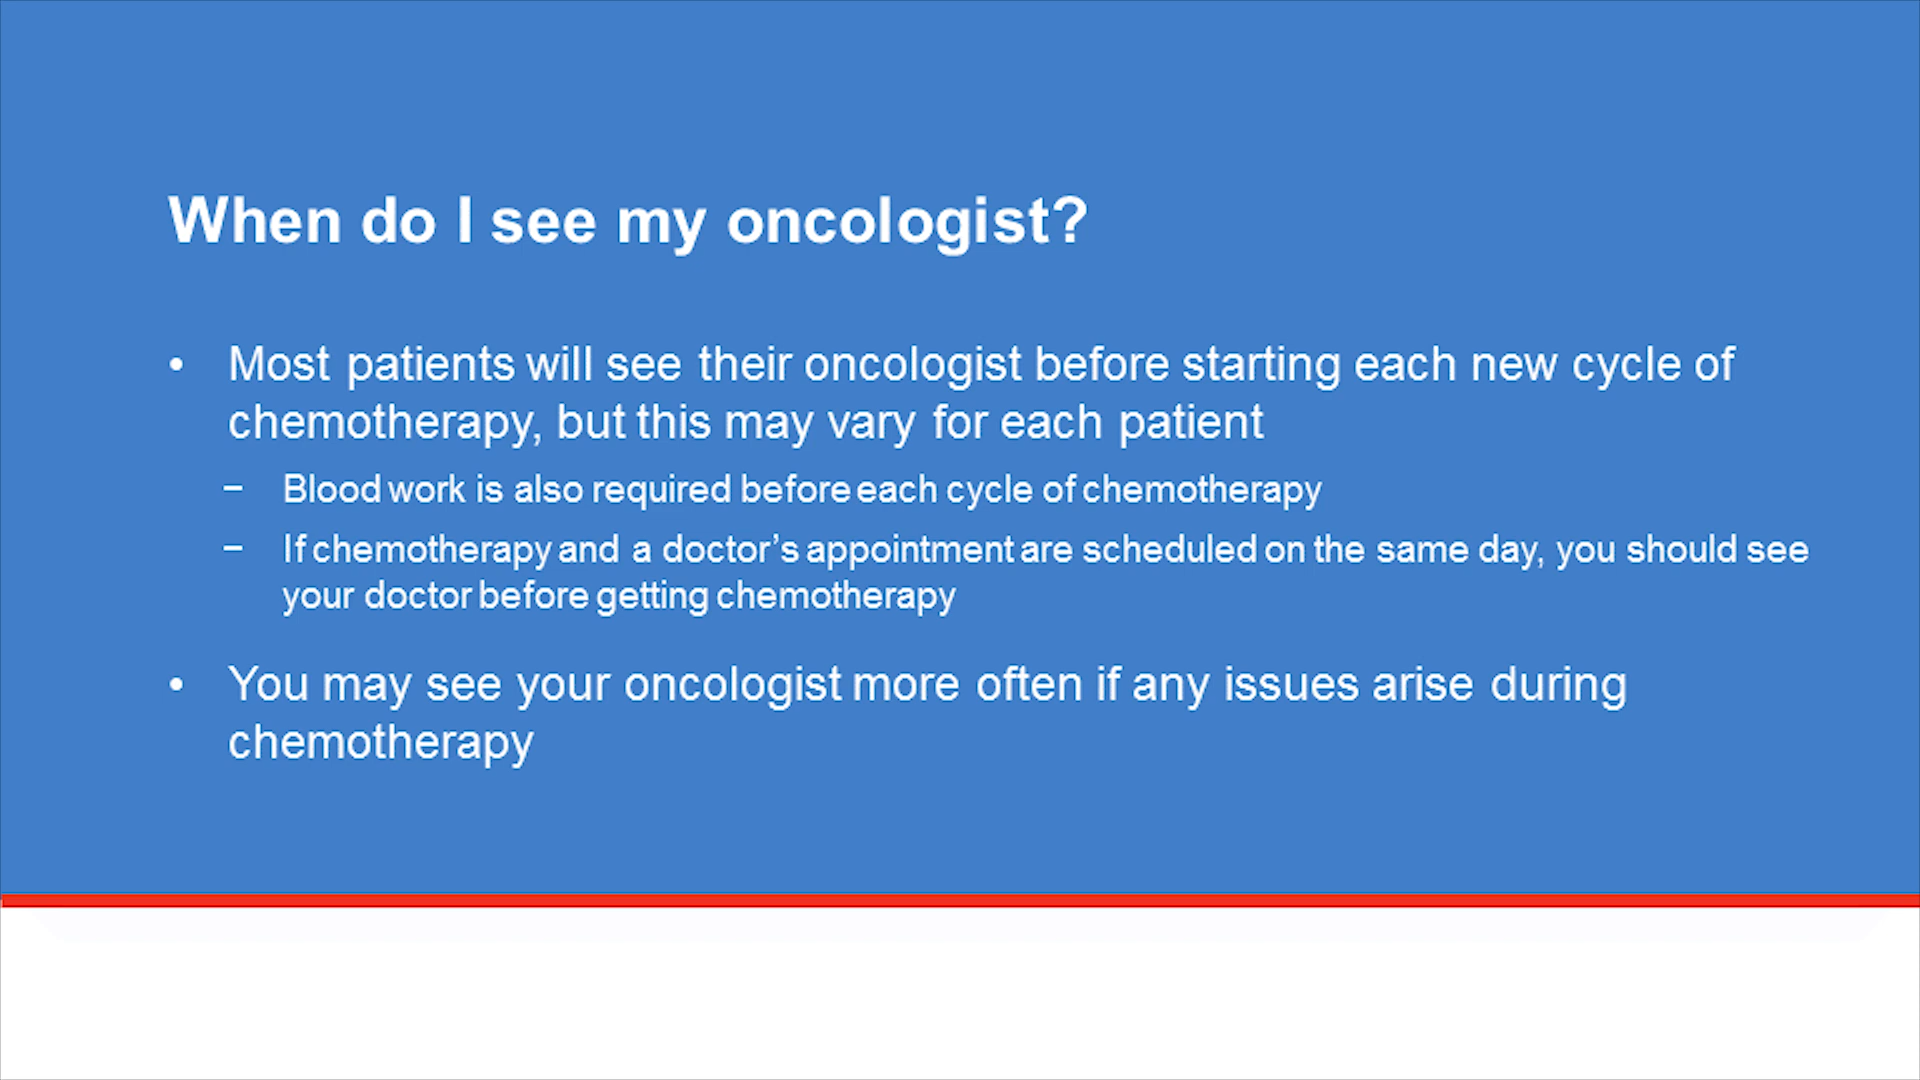 When do I see my oncologist?
• Most patients will see their oncologist before starting each new cycle of
chemotherapy, but this may vary for each patient
− Blood work is also required before each cycle of chemotherapy
− If chemotherapy and a doctor’s appointment are scheduled on the same day, you should see
your doctor before getting chemotherapy
• You may see your oncologist more often if any issues arise during
chemotherapy